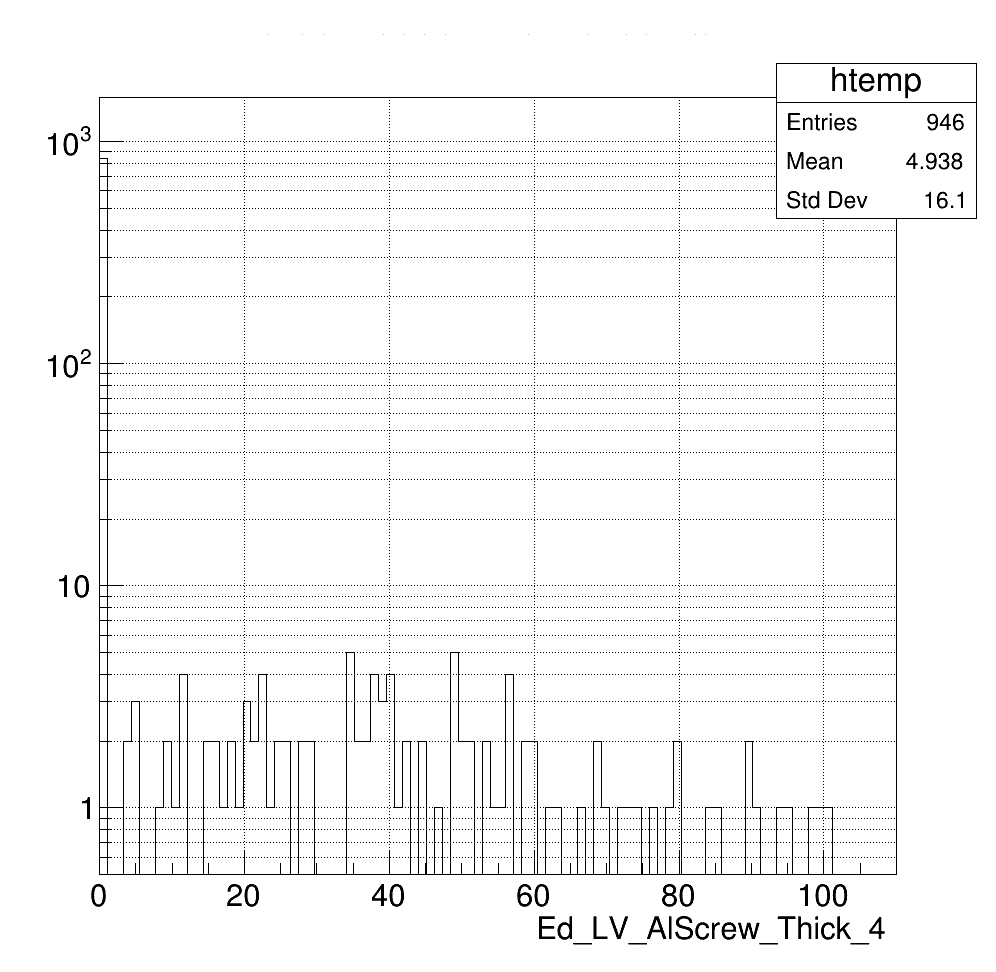 htemp
Entries 946
Mean 4.938
Std Dev 16.1
10³
10²
10
1
0 20 40 60 80 100
Ed_LV_AlScrew_Thick_4